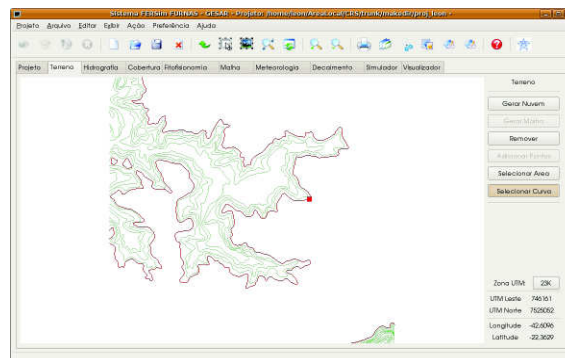 Sistema FERSim FURNAS - GESAR - Projeto:
Projeto Arquivo Editar Exibir Ação Preferência Ajuda
Projeto Terreno Hidrografia Cobertura Fitofisionomia Malha Meteorologia Decaimento Simulador Visualizador
Terreno
Gerar Nuvem
Gerar Malha
Remover
Adicionar Pontos
Selecionar Area
Selecionar Curva
Zona UTM: 23K
UTM Leste 746161
UTM Norte 7525052
Longitude -42.6096
Latitude -22.3629